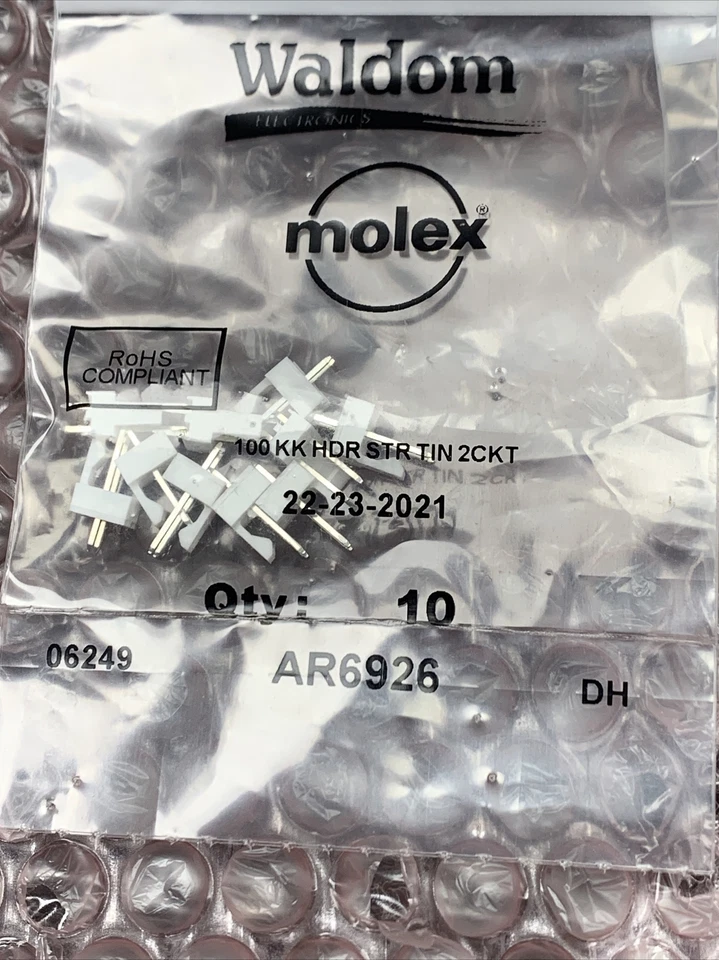 Waldom
ELECTRONICS
molex®
RoHS
COMPLIANT
100 KK HDR STR TIN 2CKT
22-23-2021
Qty: 10
06249 AR6926 DH